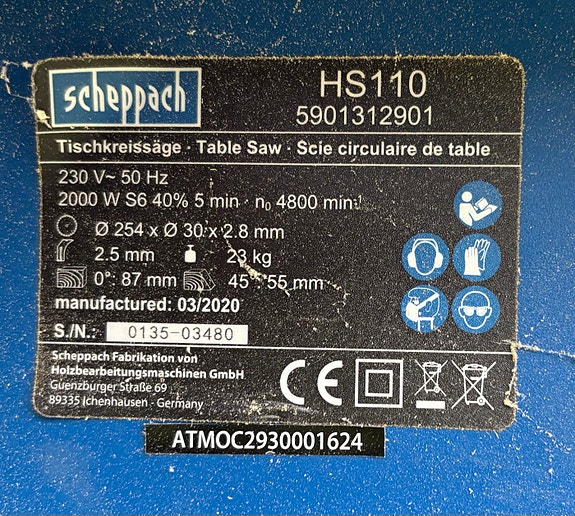 scheppach
HS110
5901312901
Tischkreissäge · Table Saw · Scie circulaire de table
230 V~ 50 Hz
2000 W S6 40% 5 min · n₀ 4800 min⁻¹
Ø 254 x Ø 30 x 2.8 mm
2.5 mm 23 kg
0°: 87 mm 45°: 55 mm
manufactured: 03/2020
S./N.: 0135-03480
Scheppach Fabrikation von
Holzbearbeitungsmaschinen GmbH
Guenzburger Straße 69
89335 Ichenhausen - Germany
CE
ATMOC2930001624